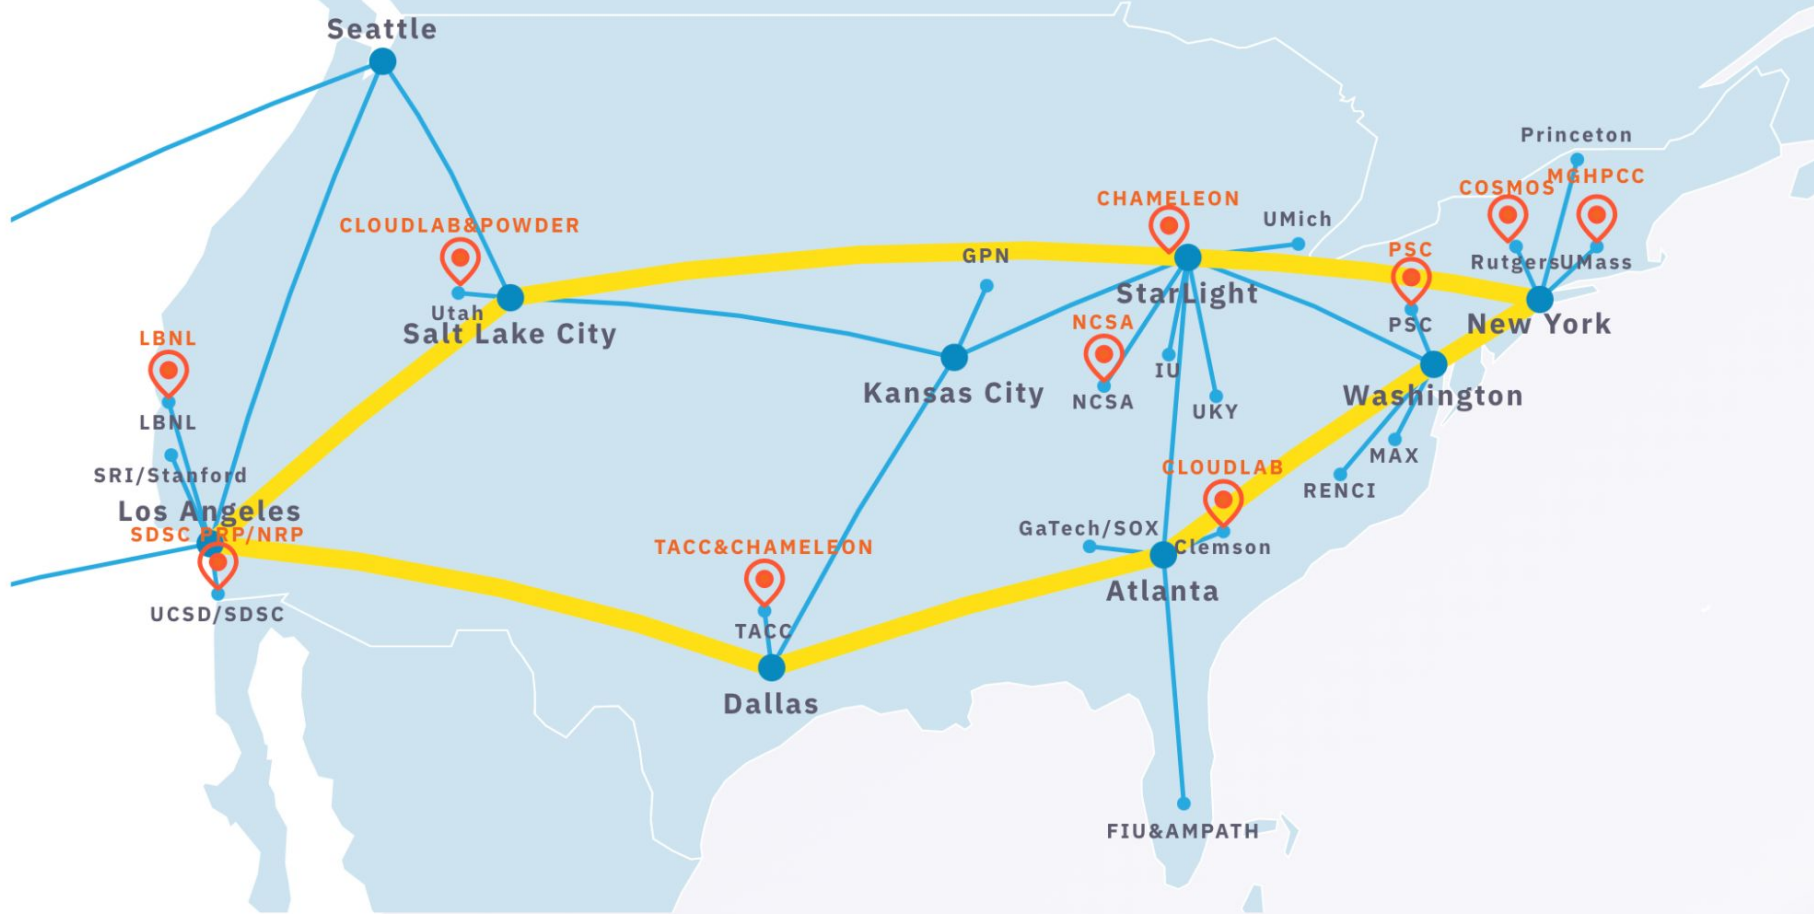 Seattle
Princeton
MGHPCC
COSMOS
CHAMELEON
UMich
CLOUDLAB&POWDER
PSC
GPN
RutgersUMass
StarLight
Utah
NCSA
PSC
New York
Salt Lake City
LBNL
IU
Kansas City
Washington
NCSA
UKY
LBNL
MAX
CLOUDLAB
SRI/Stanford
RENCI
Los Angeles
GaTech/SOX
SDSC PRP/NRP
TACC&CHAMELEON
Clemson
Atlanta
UCSD/SDSC
TACC
Dallas
FIU&AMPATH